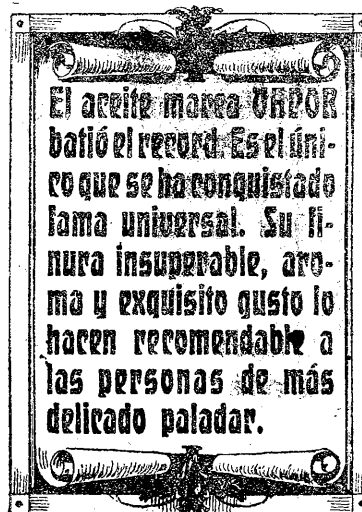 El aceite marca VAPOR
batió el record. Es el úni-
co que se ha conquistado
fama universal. Su fi-
nura insuperable, aro-
ma y exquisito gusto lo
hacen recomendable a
las personas de más
delicado paladar.